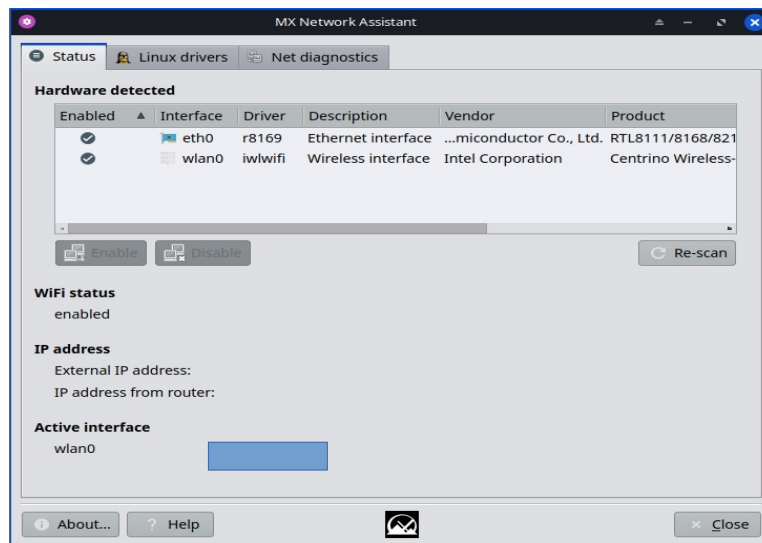 MX Network Assistant
Status Linux drivers Net diagnostics
Hardware detected
Enabled Interface Driver Description Vendor Product
eth0 r8169 Ethernet interface ...miconductor Co., Ltd. RTL8111/8168/821
wlan0 iwlwifi Wireless interface Intel Corporation Centrino Wireless-
Enable Disable Re-scan
WiFi status
enabled
IP address
External IP address:
IP address from router:
Active interface
wlan0
About... ? Help Close